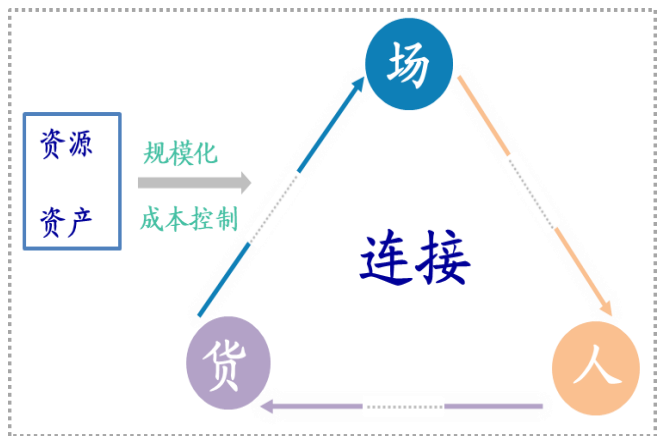 场
资源
规模化
资产
成本控制
连接
货
人